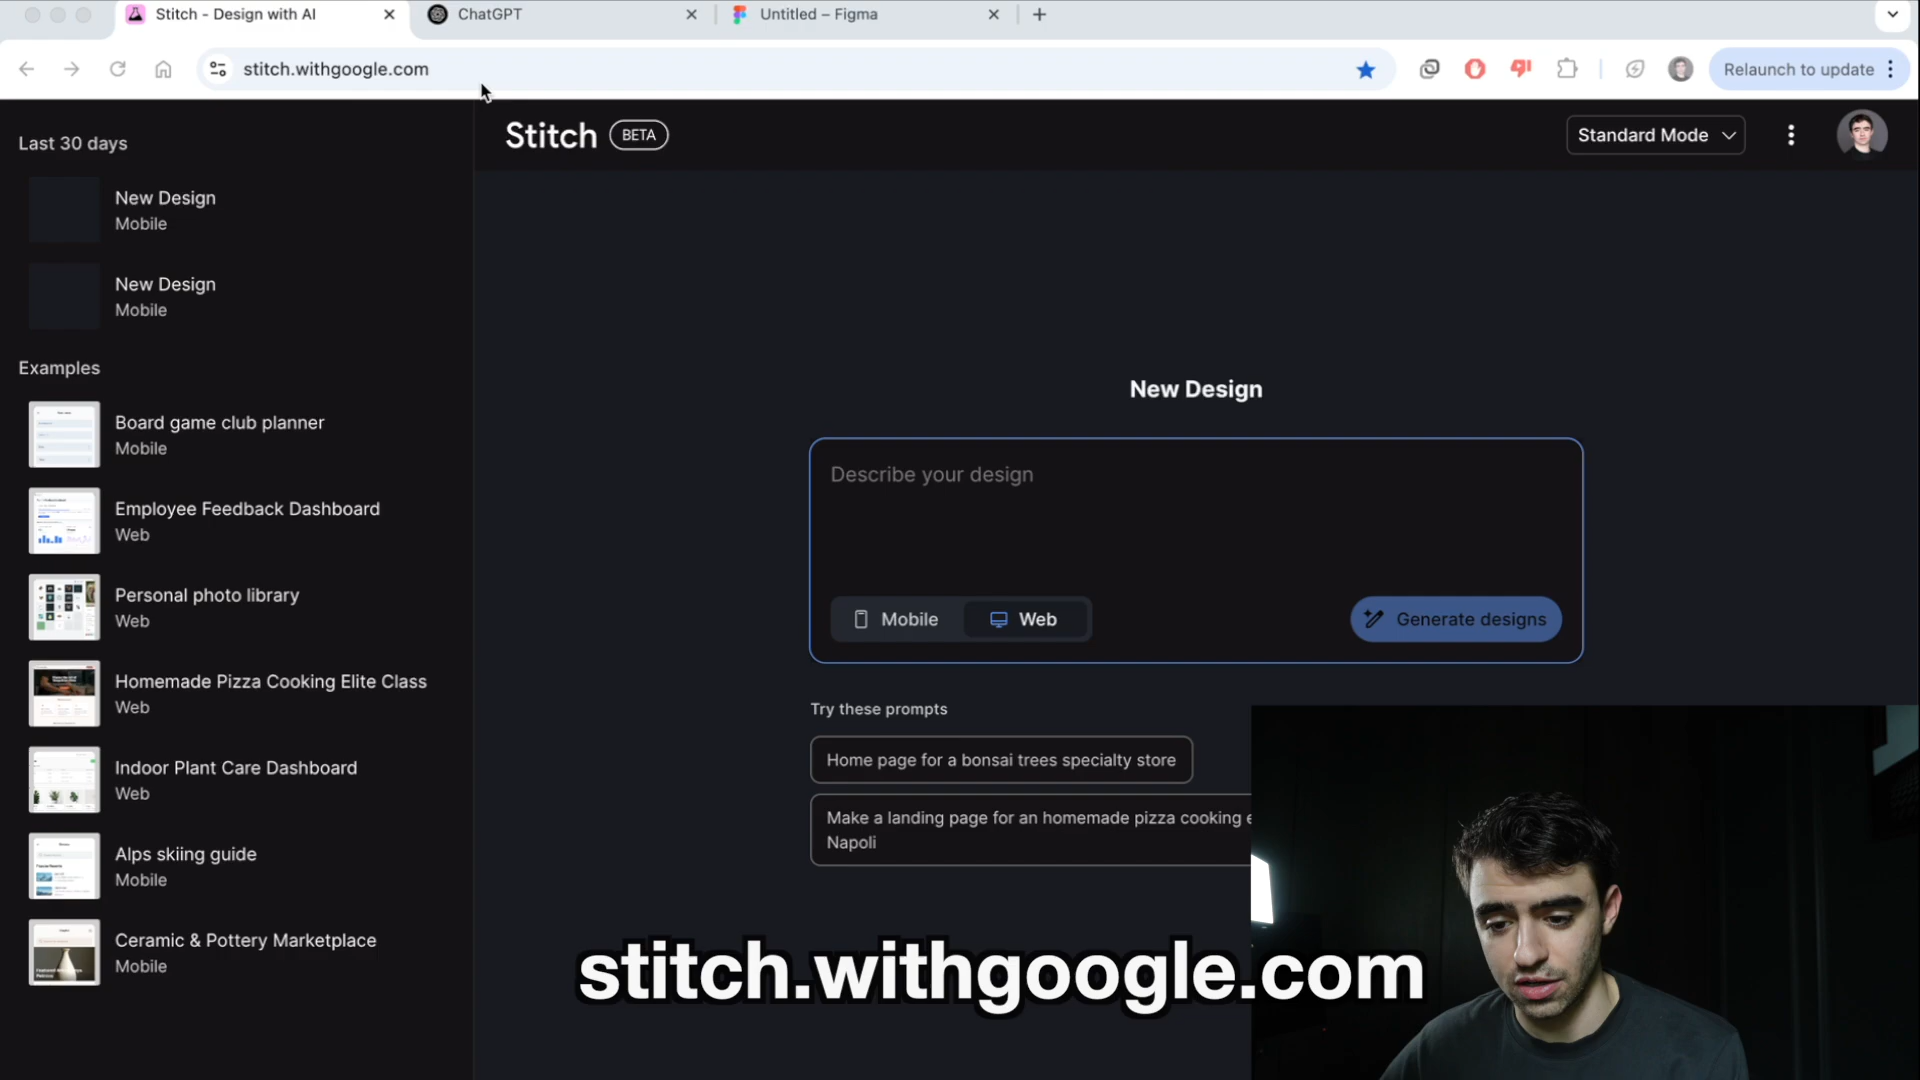 Stitch - Design with AI
ChatGPT
Untitled – Figma
stitch.withgoogle.com
Relaunch to update
Last 30 days
New Design
Mobile
New Design
Mobile
Examples
Board game club planner
Mobile
Employee Feedback Dashboard
Web
Personal photo library
Web
Homemade Pizza Cooking Elite Class
Web
Indoor Plant Care Dashboard
Web
Alps skiing guide
Mobile
Ceramic & Pottery Marketplace
Mobile
Stitch BETA
Standard Mode
New Design
Describe your design
Mobile
Web
Generate designs
Try these prompts
Home page for a bonsai trees specialty store
Make a landing page for an homemade pizza cooking
Napoli
stitch.withgoogle.com